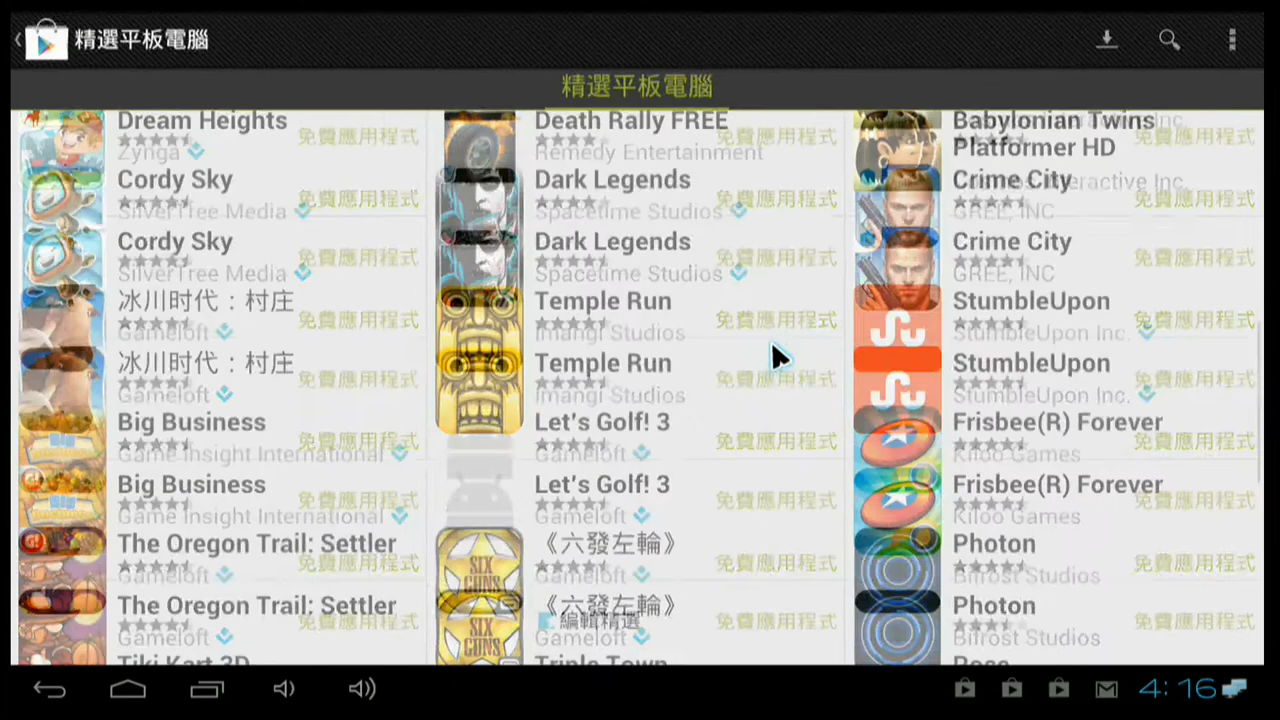 精選平板電腦
精選平板電腦
Dream Heights
免費應用程式
Zynga
Death Rally FREE
免費應用程式
Remedy Entertainment
Babylonian Twins
Platformer HD
免費應用程式
Cosmos Interactive Inc.
Cordy Sky
免費應用程式
SilverTree Media
Dark Legends
免費應用程式
Spacetime Studios
Crime City
免費應用程式
GREE, INC
Cordy Sky
免費應用程式
SilverTree Media
Dark Legends
免費應用程式
Spacetime Studios
Crime City
免費應用程式
GREE, INC
冰川时代：村庄
免費應用程式
Gameloft
Temple Run
免費應用程式
Imangi Studios
StumbleUpon
免費應用程式
StumbleUpon Inc.
冰川时代：村庄
免費應用程式
Gameloft
Temple Run
免費應用程式
Imangi Studios
StumbleUpon
免費應用程式
StumbleUpon Inc.
Big Business
免費應用程式
Game Insight International
Let's Golf! 3
免費應用程式
Gameloft
Frisbee(R) Forever
免費應用程式
Kiloo Games
Big Business
免費應用程式
Game Insight International
Let's Golf! 3
免費應用程式
Gameloft
Frisbee(R) Forever
免費應用程式
Kiloo Games
The Oregon Trail: Settler
免費應用程式
Gameloft
SIX
GUNS
《六發左輪》
免費應用程式
Gameloft
Photon
免費應用程式
Bifrost Studios
The Oregon Trail: Settler
免費應用程式
Gameloft
SIX
GUNS
《六發左輪》
編輯精選
免費應用程式
Gameloft
Photon
免費應用程式
Bifrost Studios
Tiki Kart 3D
Triple Town
4:16